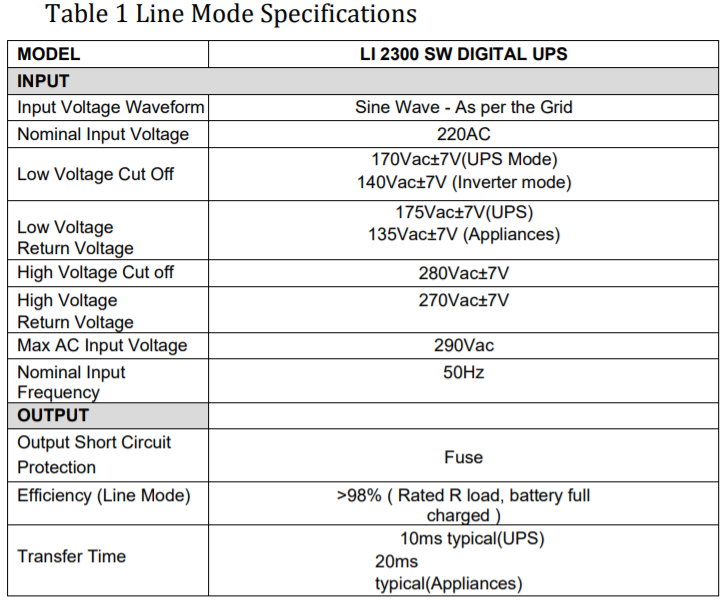 Table 1 Line Mode Specifications
MODEL LI 2300 SW DIGITAL UPS
INPUT
Input Voltage Waveform Sine Wave - As per the Grid
Nominal Input Voltage 220AC
Low Voltage Cut Off 170Vac±7V(UPS Mode)
140Vac±7V (Inverter mode)
Low Voltage
Return Voltage 175Vac±7V(UPS)
135Vac±7V (Appliances)
High Voltage Cut off 280Vac±7V
High Voltage
Return Voltage 270Vac±7V
Max AC Input Voltage 290Vac
Nominal Input
Frequency 50Hz
OUTPUT
Output Short Circuit
Protection Fuse
Efficiency (Line Mode) >98% ( Rated R load, battery full
charged )
Transfer Time 10ms typical(UPS)
20ms
typical(Appliances)